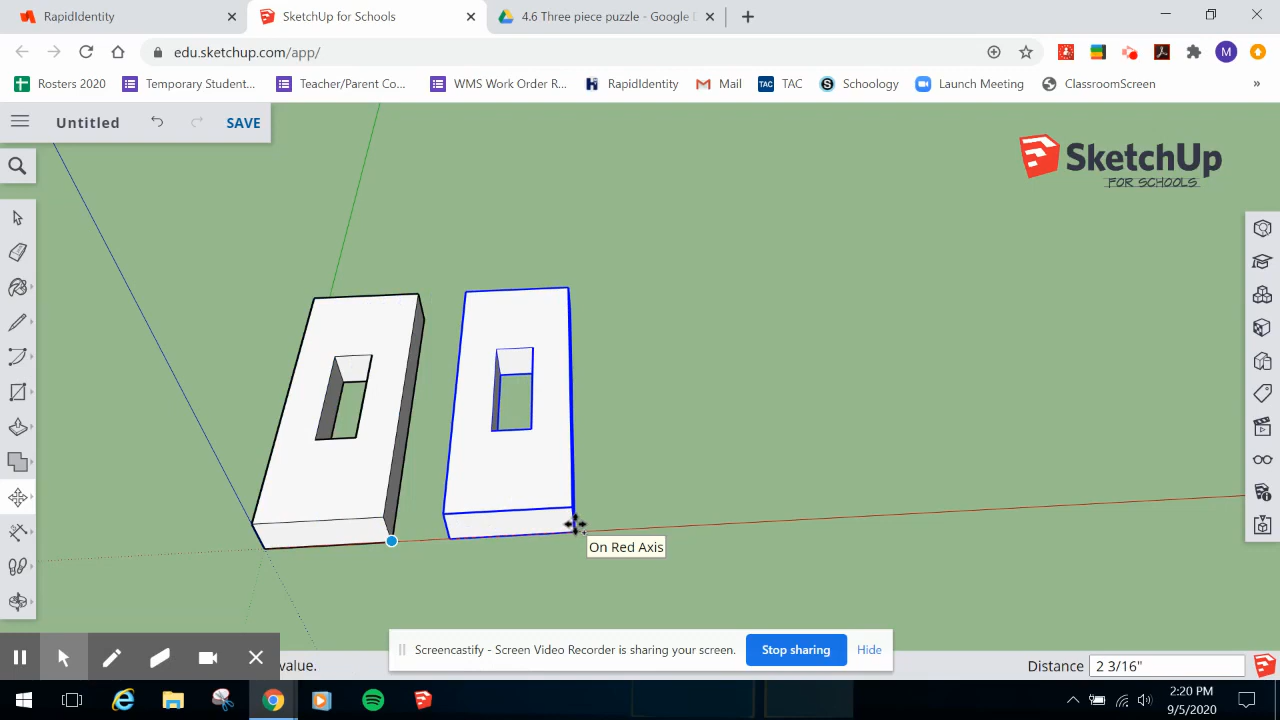 RapidIdentity
SketchUp for Schools
4.6 Three piece puzzle - Google
edu.sketchup.com/app/
M
Rosters 2020
Temporary Student...
Teacher/Parent Co...
WMS Work Order R...
RapidIdentity
Mail
TAC
TAC
Schoology
Launch Meeting
ClassroomScreen
»
Untitled
SAVE
SketchUp
FOR SCHOOLS
On Red Axis
Screencastify - Screen Video Recorder is sharing your screen.
Stop sharing
Hide
value.
Distance
2 3/16"
2:20 PM
9/5/2020